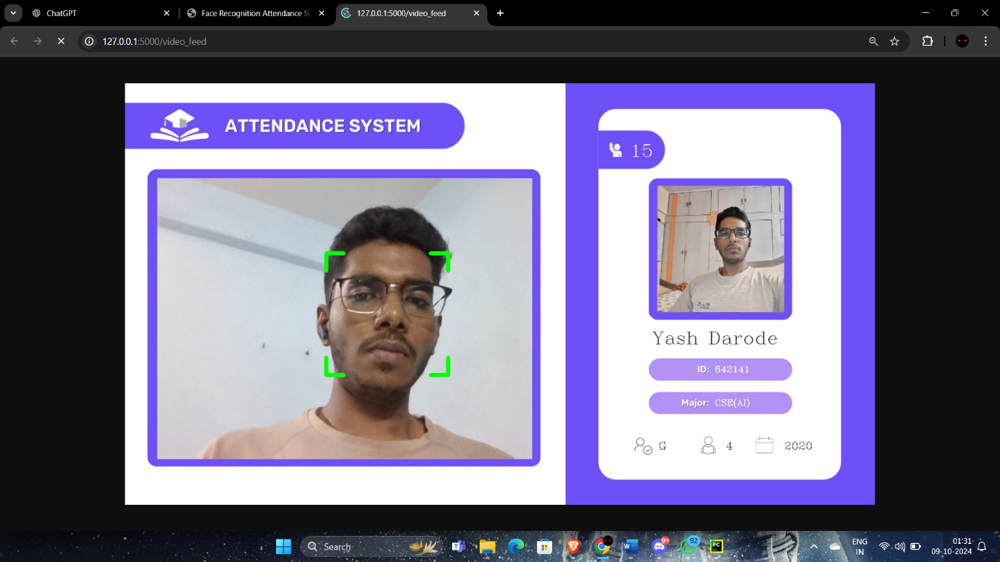 ChatGPT
Face Recognition Attendance S
127.0.0.1:5000/video_feed
127.0.0.1:5000/video_feed
ATTENDANCE SYSTEM
15
Yash Darode
ID: 842141
Major: CSE(AI)
G 4 2020
Search
9+
92
PC
ENG
IN
01:31
09-10-2024